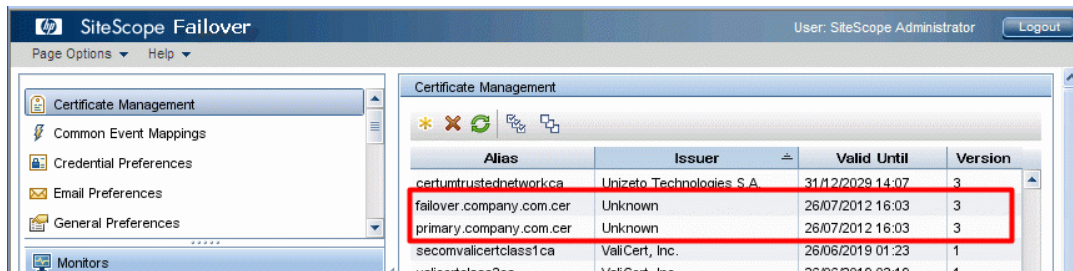 hp SiteScope Failover User: SiteScope Administrator Logout
Page Options Help
Certificate Management
Common Event Mappings
Credential Preferences
Email Preferences
General Preferences
Monitors
Certificate Management
Alias Issuer Valid Until Version
certumtrustednetworkca Unizeto Technologies S.A. 31/12/2029 14:07 3
failover.company.com.cer Unknown 26/07/2012 16:03 3
primary.company.com.cer Unknown 26/07/2012 16:03 3
secomvalicertclass1ca ValiCert, Inc. 26/06/2019 01:23 1
ValiCert, Inc.